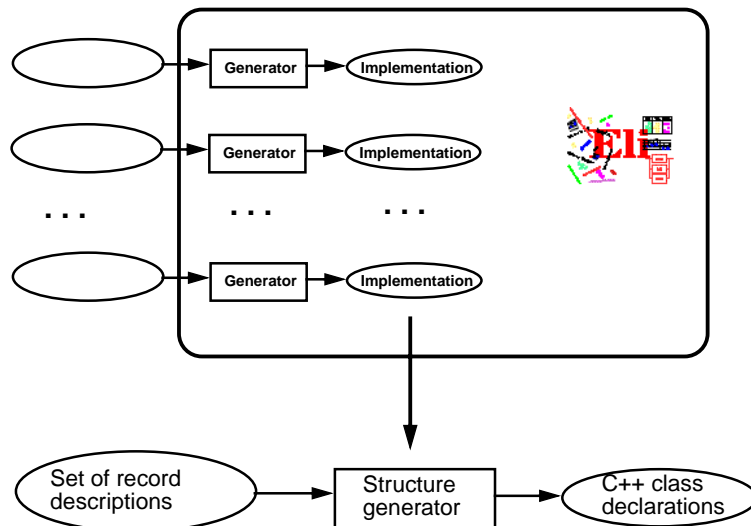 Generator
Implementation
Eli
Generator
Implementation
. . .
. . .
. . .
Generator
Implementation
Set of record
descriptions
Structure
generator
C++ class
declarations